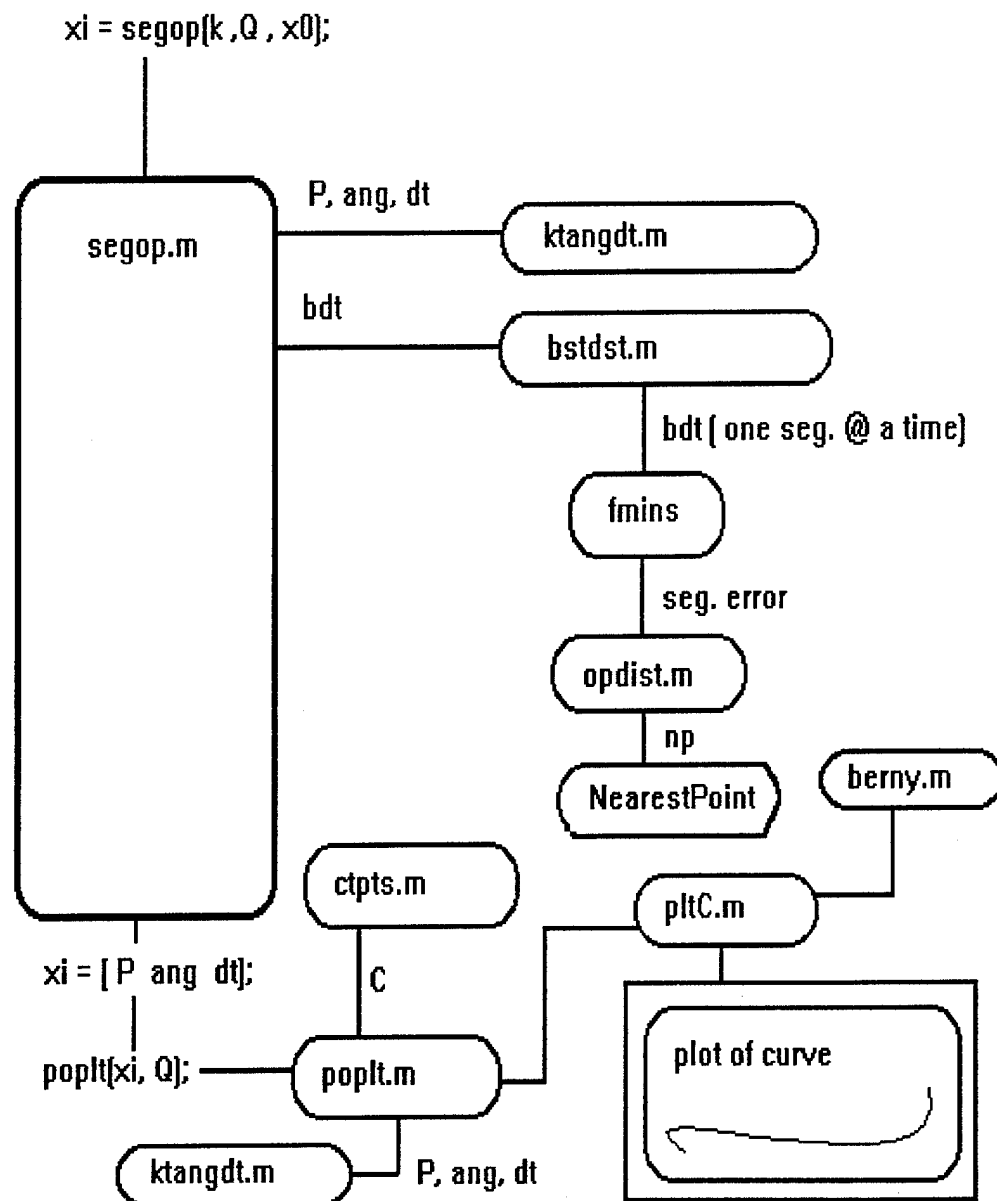 xi = segop(k ,Q , x0);
segop.m
P, ang, dt
ktangdt.m
bdt
bstdst.m
bdt ( one seg. @ a time)
fmins
seg. error
opdist.m
np
NearestPoint
berny.m
ctpts.m
pltC.m
xi = [ P ang dt];
C
plot of curve
poplt(xi, Q);
poplt.m
ktangdt.m
P, ang, dt